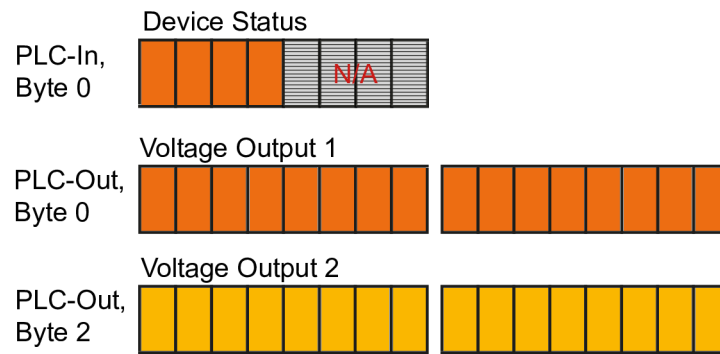 Device Status
PLC-In,
Byte 0
N/A
Voltage Output 1
PLC-Out,
Byte 0
Voltage Output 2
PLC-Out,
Byte 2